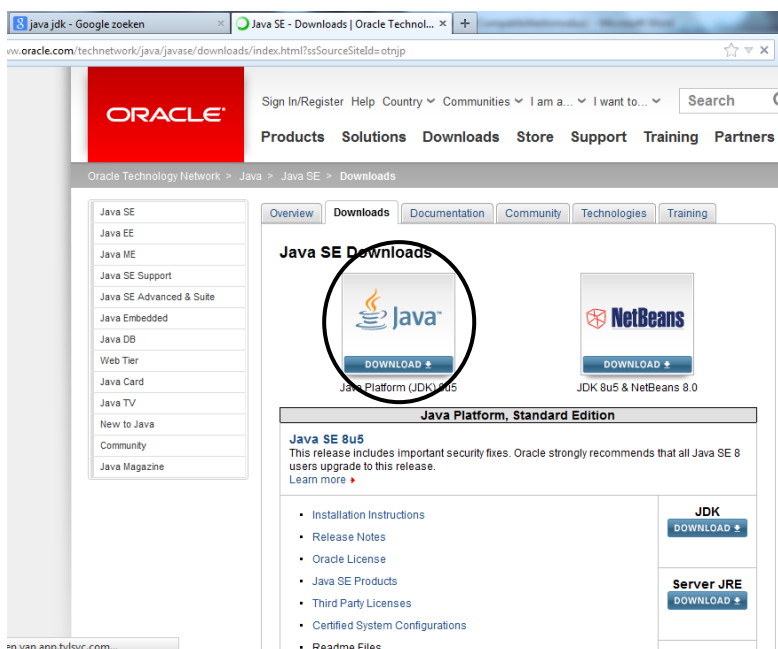 java jdk - Google zoeken
Java SE - Downloads | Oracle Technol...
ww.oracle.com/technetwork/java/javase/downloads/index.html?ssSourceSiteId=otnjp
ORACLE
Sign In/Register Help Country Communities I am a... I want to... Search
Products Solutions Downloads Store Support Training Partners
Oracle Technology Network > Java > Java SE > Downloads
Java SE
Java EE
Java ME
Java SE Support
Java SE Advanced & Suite
Java Embedded
Java DB
Web Tier
Java Card
Java TV
New to Java
Community
Java Magazine
Overview Downloads Documentation Community Technologies Training
Java SE Downloads
Java
DOWNLOAD
Java Platform (JDK) 8u5
NetBeans
DOWNLOAD
JDK 8u5 & NetBeans 8.0
Java Platform, Standard Edition
Java SE 8u5
This release includes important security fixes. Oracle strongly recommends that all Java SE 8
users upgrade to this release.
Learn more
Installation Instructions
Release Notes
Oracle License
Java SE Products
Third Party Licenses
Certified System Configurations
Readme Files
JDK
DOWNLOAD
Server JRE
DOWNLOAD
en van app.tvlsvc.com...